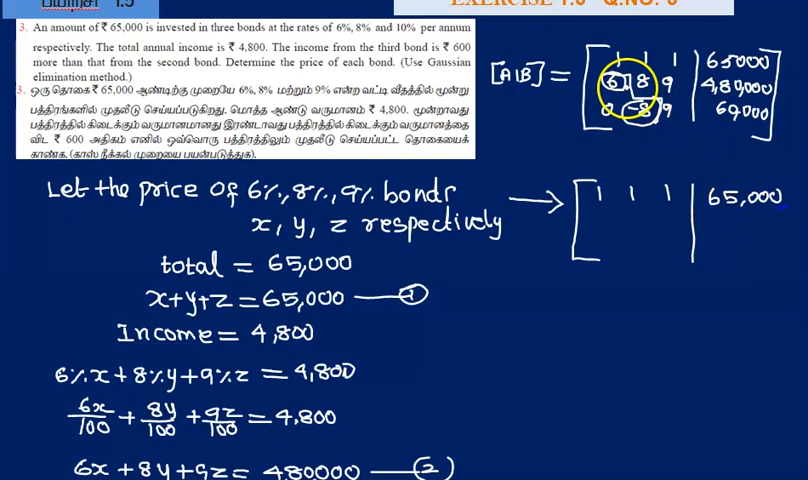 பயிற்சி 1.5
EXERCISE 1.5 Q.NO. 3
3. An amount of ₹ 65,000 is invested in three bonds at the rates of 6%, 8% and 10% per annum
respectively. The total annual income is ₹ 4,800. The income from the third bond is ₹ 600
more than that from the second bond. Determine the price of each bond. (Use Gaussian
elimination method.)
3. ஒரு தொகை ₹ 65,000 ஆண்டிற்கு முறையே 6%, 8% மற்றும் 9% என்ற வட்டி வீதத்தில் மூன்று
பத்திரங்களில் முதலீடு செய்யப்படுகிறது. மொத்த ஆண்டு வருமானம் ₹ 4,800. மூன்றாவது
பத்திரத்தில் கிடைக்கும் வருமானமானது இரண்டாவது பத்திரத்தில் கிடைக்கும் வருமானத்தை
விட ₹ 600 அதிகம் எனில் ஒவ்வொரு பத்திரத்திலும் முதலீடு செய்யப்பட்ட தொகையைக்
காண்க. (காஸ் நீக்கல் முறையை பயன்படுத்துக).
[A|B] =
1 1 1 | 65000
6 8 9 | 4,80,000
0 -8 9 | 60,000
→ [ 1 1 1 | 65,000
Let the price of 6%, 8%, 9% bonds
x, y, z respectively
total = 65,000
x+y+z = 65,000 —— ①
Income = 4,800
6%x + 8%y + 9%z = 4,800
6x/100 + 8y/100 + 9z/100 = 4,800
6x + 8y + 9z = 480000 —— ②